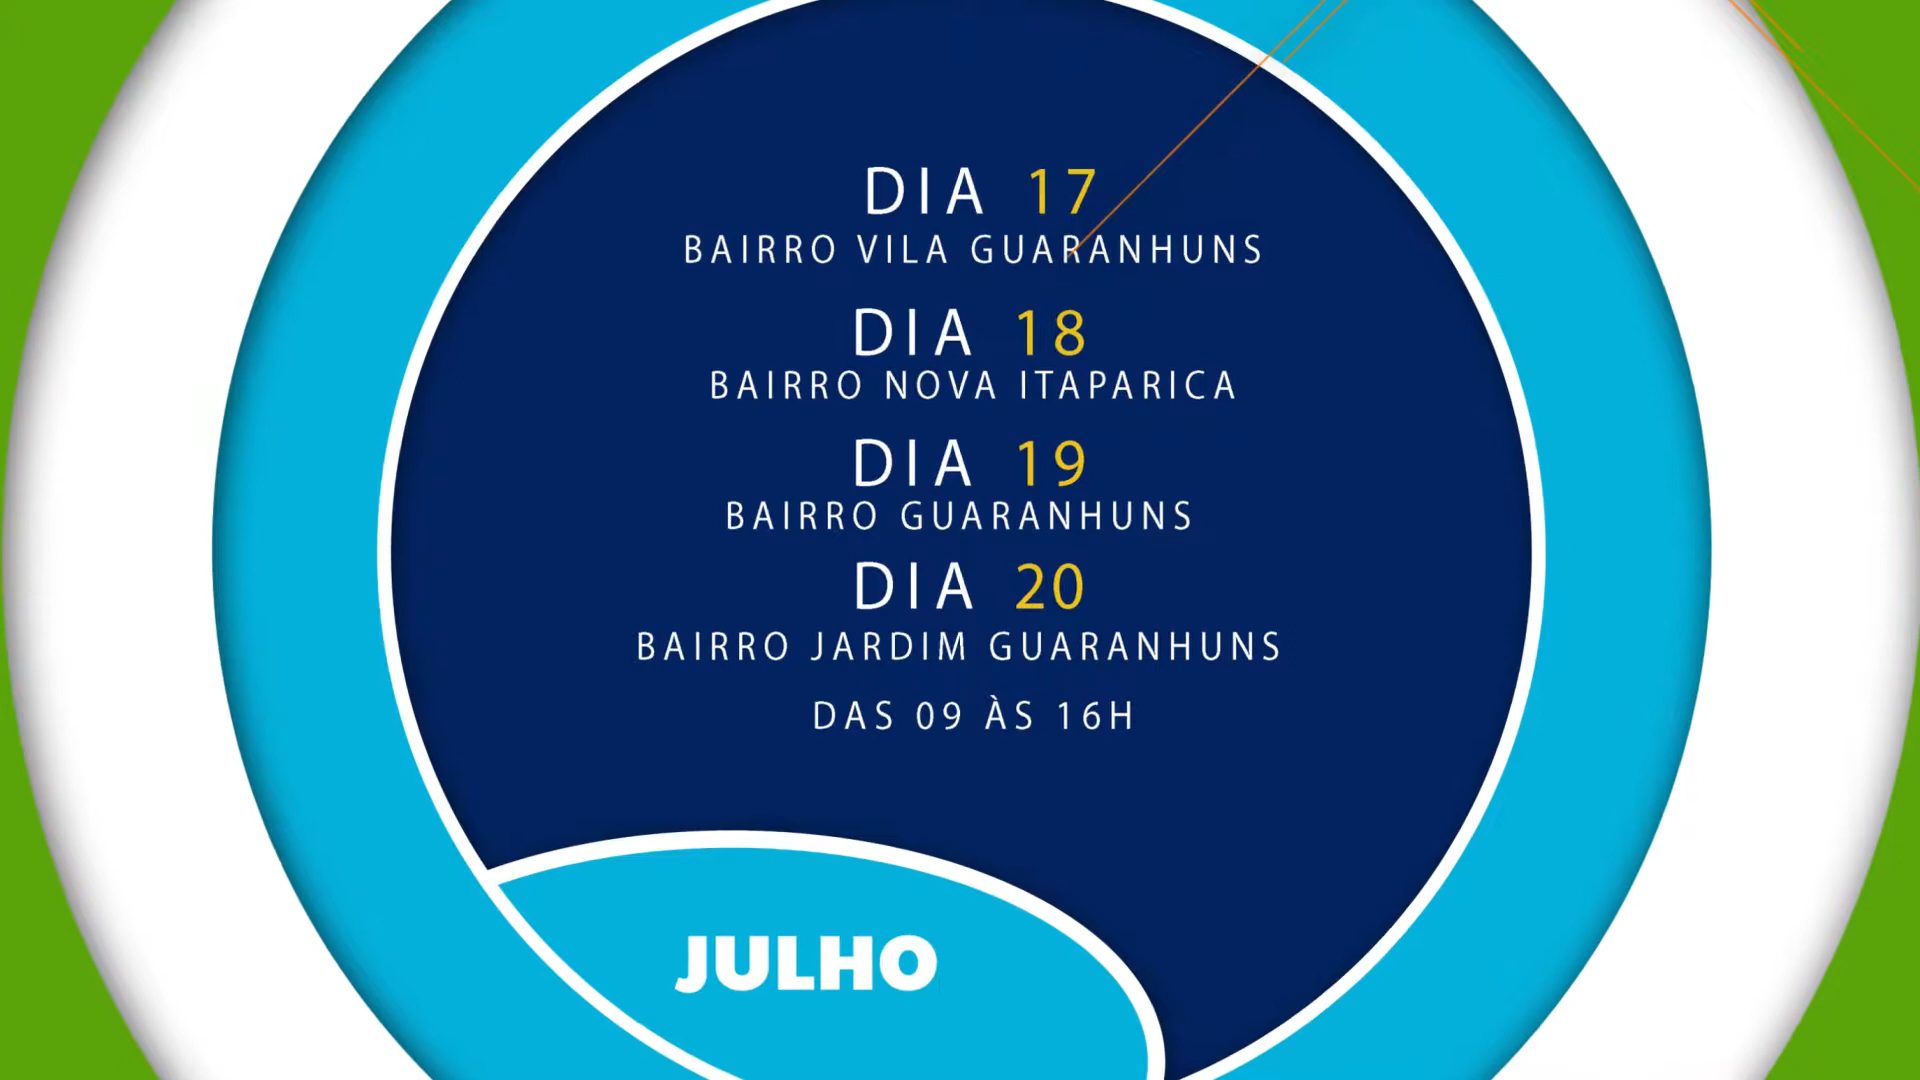 DIA 17
BAIRRO VILA GUARANHUNS
DIA 18
BAIRRO NOVA ITAPARICA
DIA 19
BAIRRO GUARANHUNS
DIA 20
BAIRRO JARDIM GUARANHUNS
DAS 09 ÀS 16H
JULHO